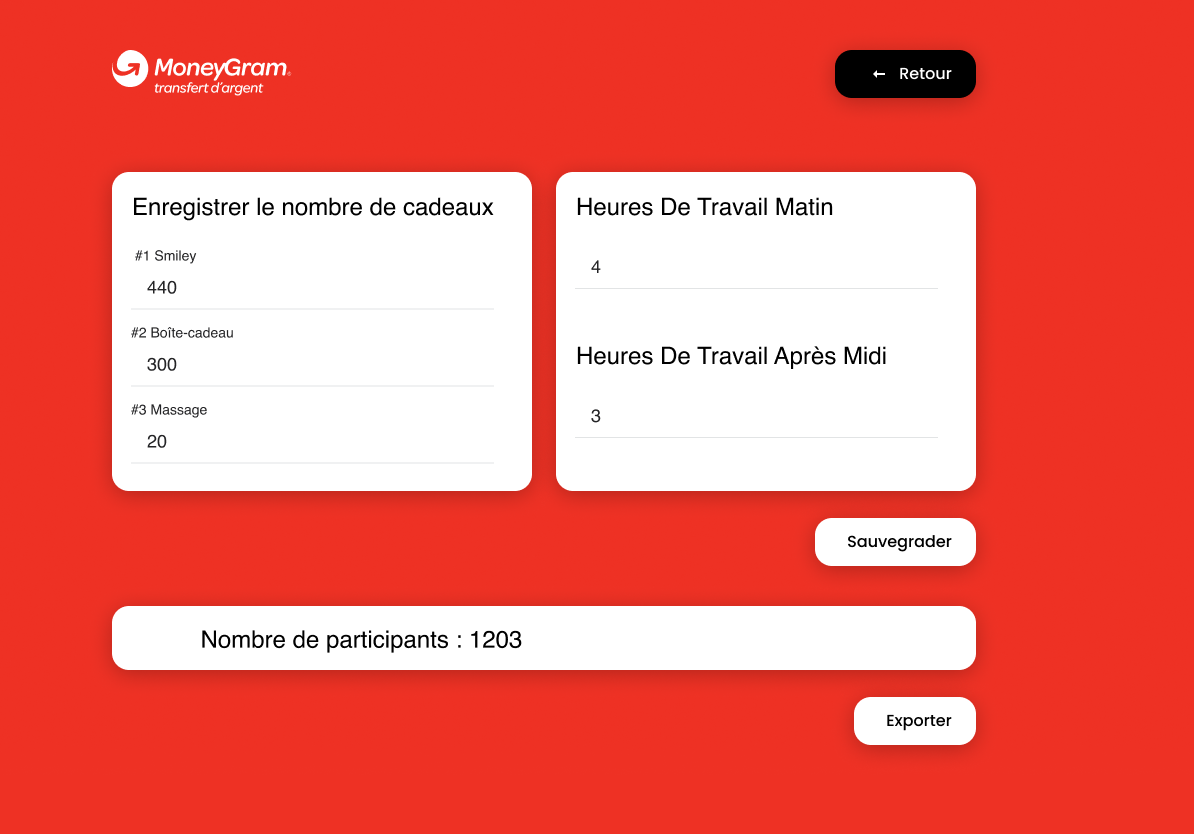 MoneyGram
transfert d'argent
← Retour
Enregistrer le nombre de cadeaux
#1 Smiley
440
#2 Boîte-cadeau
300
#3 Massage
20
Heures De Travail Matin
4
Heures De Travail Après Midi
3
Sauvegrader
Nombre de participants : 1203
Exporter